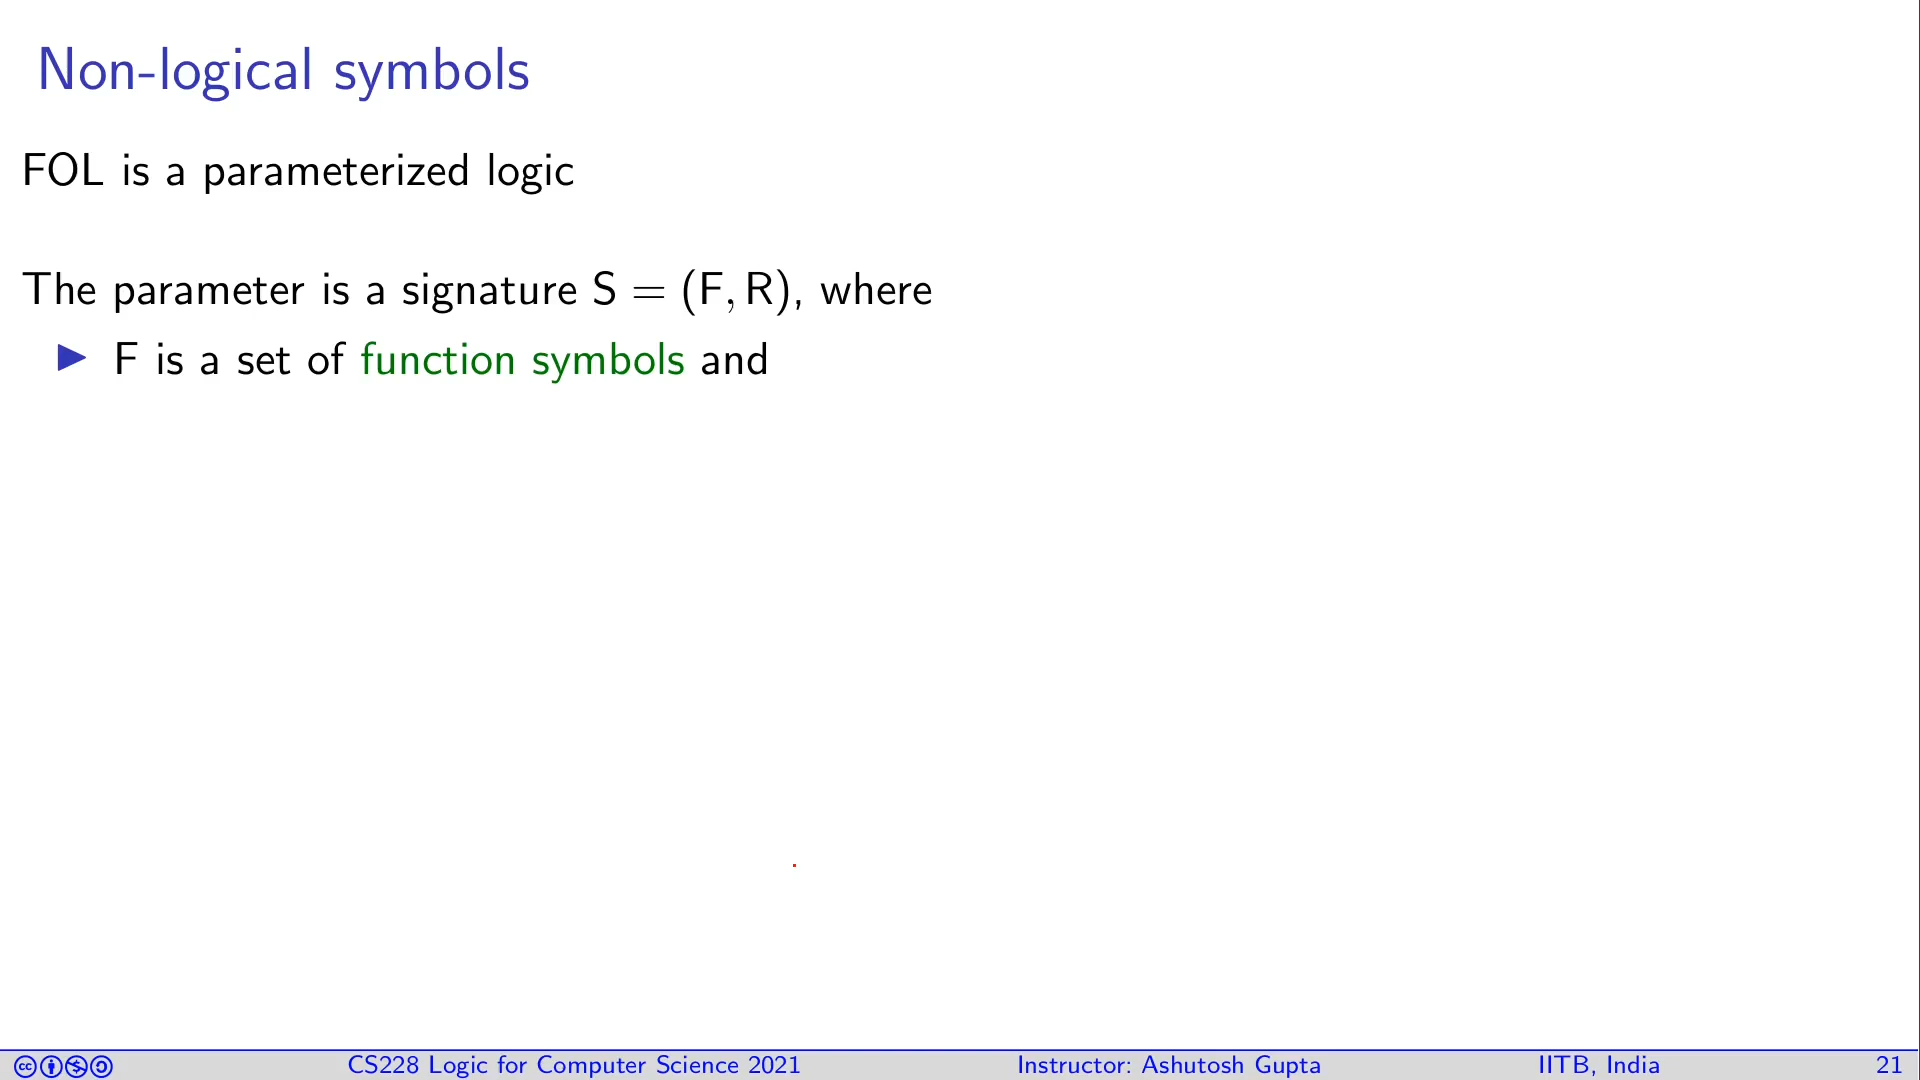 Non-logical symbols
FOL is a parameterized logic
The parameter is a signature S = (F, R), where
▶ F is a set of function symbols and
CS228 Logic for Computer Science 2021 Instructor: Ashutosh Gupta IITB, India 21